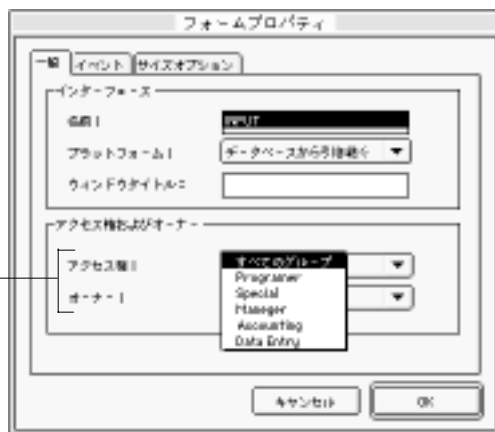 フォームプロパティ
一般 イベント サイズオプション
インターフェース
名前：
INPUT
プラットフォーム：
データベースから引き継ぐ
ウィンドウタイトル：
アクセス権およびオーナー
アクセス権：
すべてのグループ
Programer
Special
Manager
Accounting
Data Entry
オーナー：
キャンセル
OK